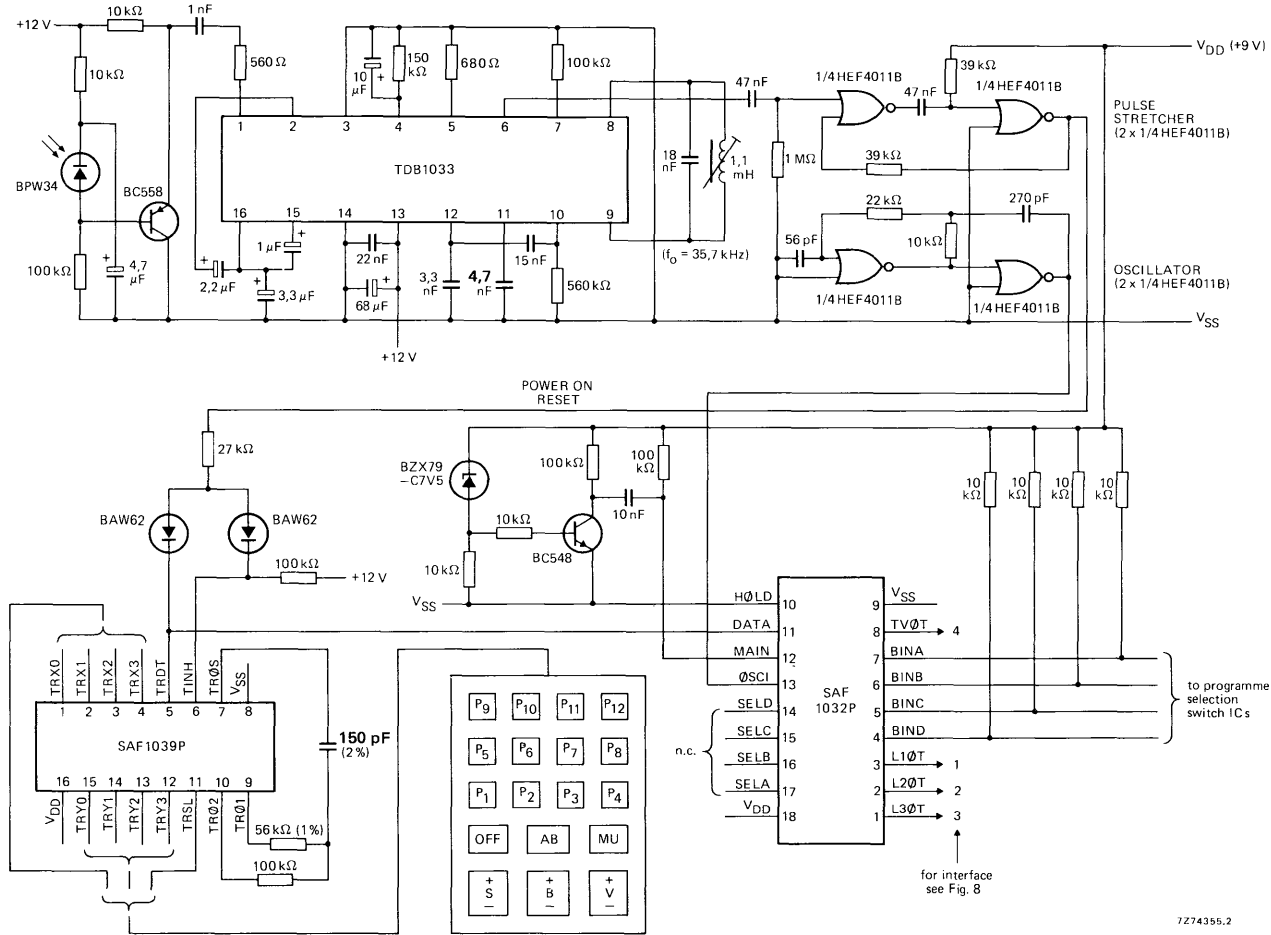 +12 V
10 kΩ
1 nF
10 kΩ
560 Ω
10 μF
150 kΩ
680 Ω
100 kΩ
47 nF
1/4 HEF4011B
39 kΩ
47 nF
1/4 HEF4011B
VDD (+9 V)
PULSE
STRETCHER
(2 x 1/4 HEF4011B)
1 2 3 4 5 6 7 8
TDB1033
16 15 14 13 12 11 10 9
BPW34
BC558
18 nF
1,1 mH
1 MΩ
39 kΩ
22 kΩ
270 pF
56 pF
10 kΩ
(fo = 35,7 kHz)
100 kΩ
4,7 μF
1 μF
2,2 μF
3,3 μF
22 nF
68 μF
3,3 nF
4,7 nF
15 nF
560 kΩ
1/4 HEF4011B
1/4 HEF4011B
OSCILLATOR
(2 x 1/4 HEF4011B)
VSS
+12 V
POWER ON
RESET
27 kΩ
BAW62
BAW62
100 kΩ
+12 V
BZX79
–C7V5
100 kΩ
100 kΩ
10 nF
10 kΩ
BC548
10 kΩ
VSS
10 kΩ
10 kΩ
10 kΩ
10 kΩ
TRX0
TRX1
TRX2
TRX3
TRDT
TINH
TRØS
VSS
1 2 3 4 5 6 7 8
SAF1039P
16 15 14 13 12 11 10 9
VDD
TRY0
TRY1
TRY2
TRY3
TRSL
TRØ2
TRØ1
150 pF
(2%)
56 kΩ (1%)
100 kΩ
P9 P10 P11 P12
P5 P6 P7 P8
P1 P2 P3 P4
OFF AB MU
+ + +
S B V
– – –
HØLD 10
DATA 11
MAIN 12
ØSCI 13
SELD 14
SELC 15
SELB 16
SELA 17
VDD 18
n.c.
SAF
1032P
9 VSS
8 TVØT 4
7 BINA
6 BINB
5 BINC
4 BIND
3 L1ØT 1
2 L2ØT 2
1 L3ØT 3
to programme
selection
switch ICs
for interface
see Fig. 8
7Z74355.2